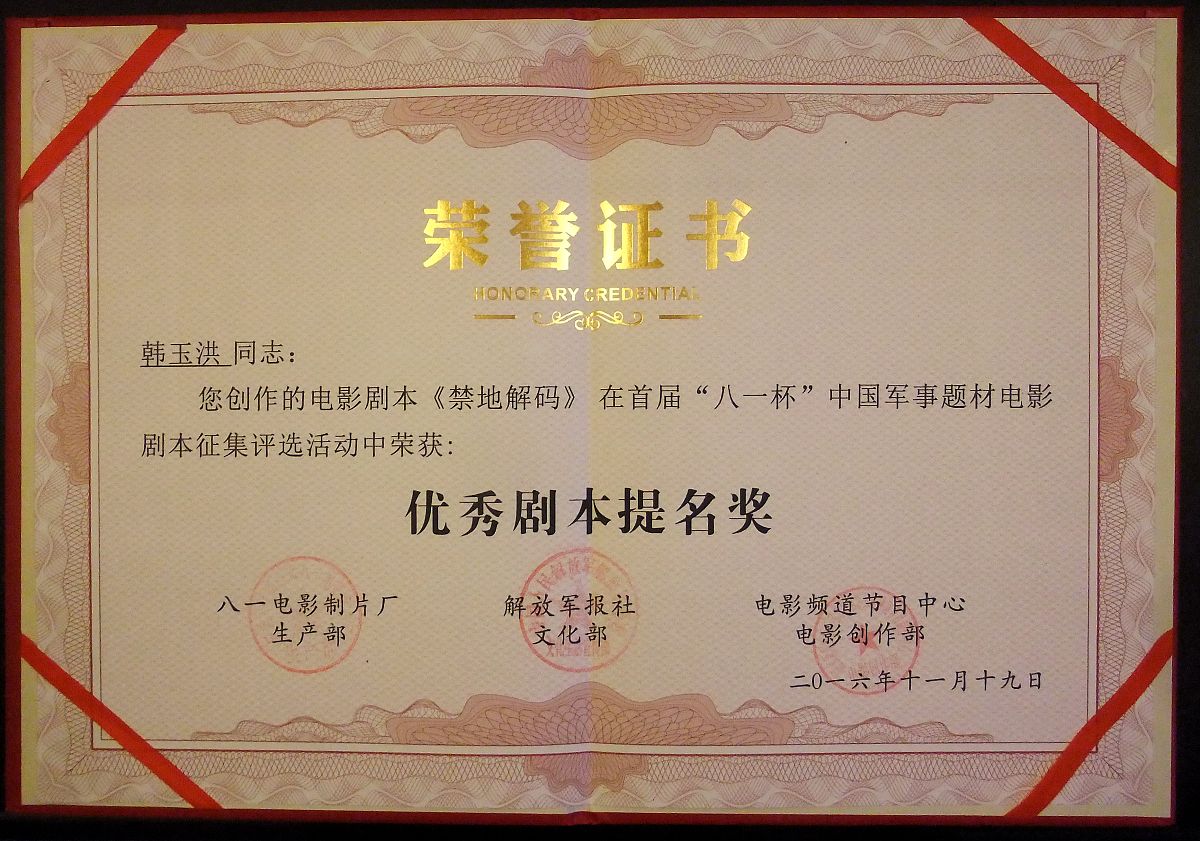 荣誉证书
HONORARY CREDENTIAL
韩玉洪 同志：
您创作的电影剧本《禁地解码》 在首届“八一杯”中国军事题材电影
剧本征集评选活动中荣获:
优秀剧本提名奖
八一电影制片厂 解放军报社 电影频道节目中心
生产部 文化部 电影创作部
二〇一六年十一月十九日